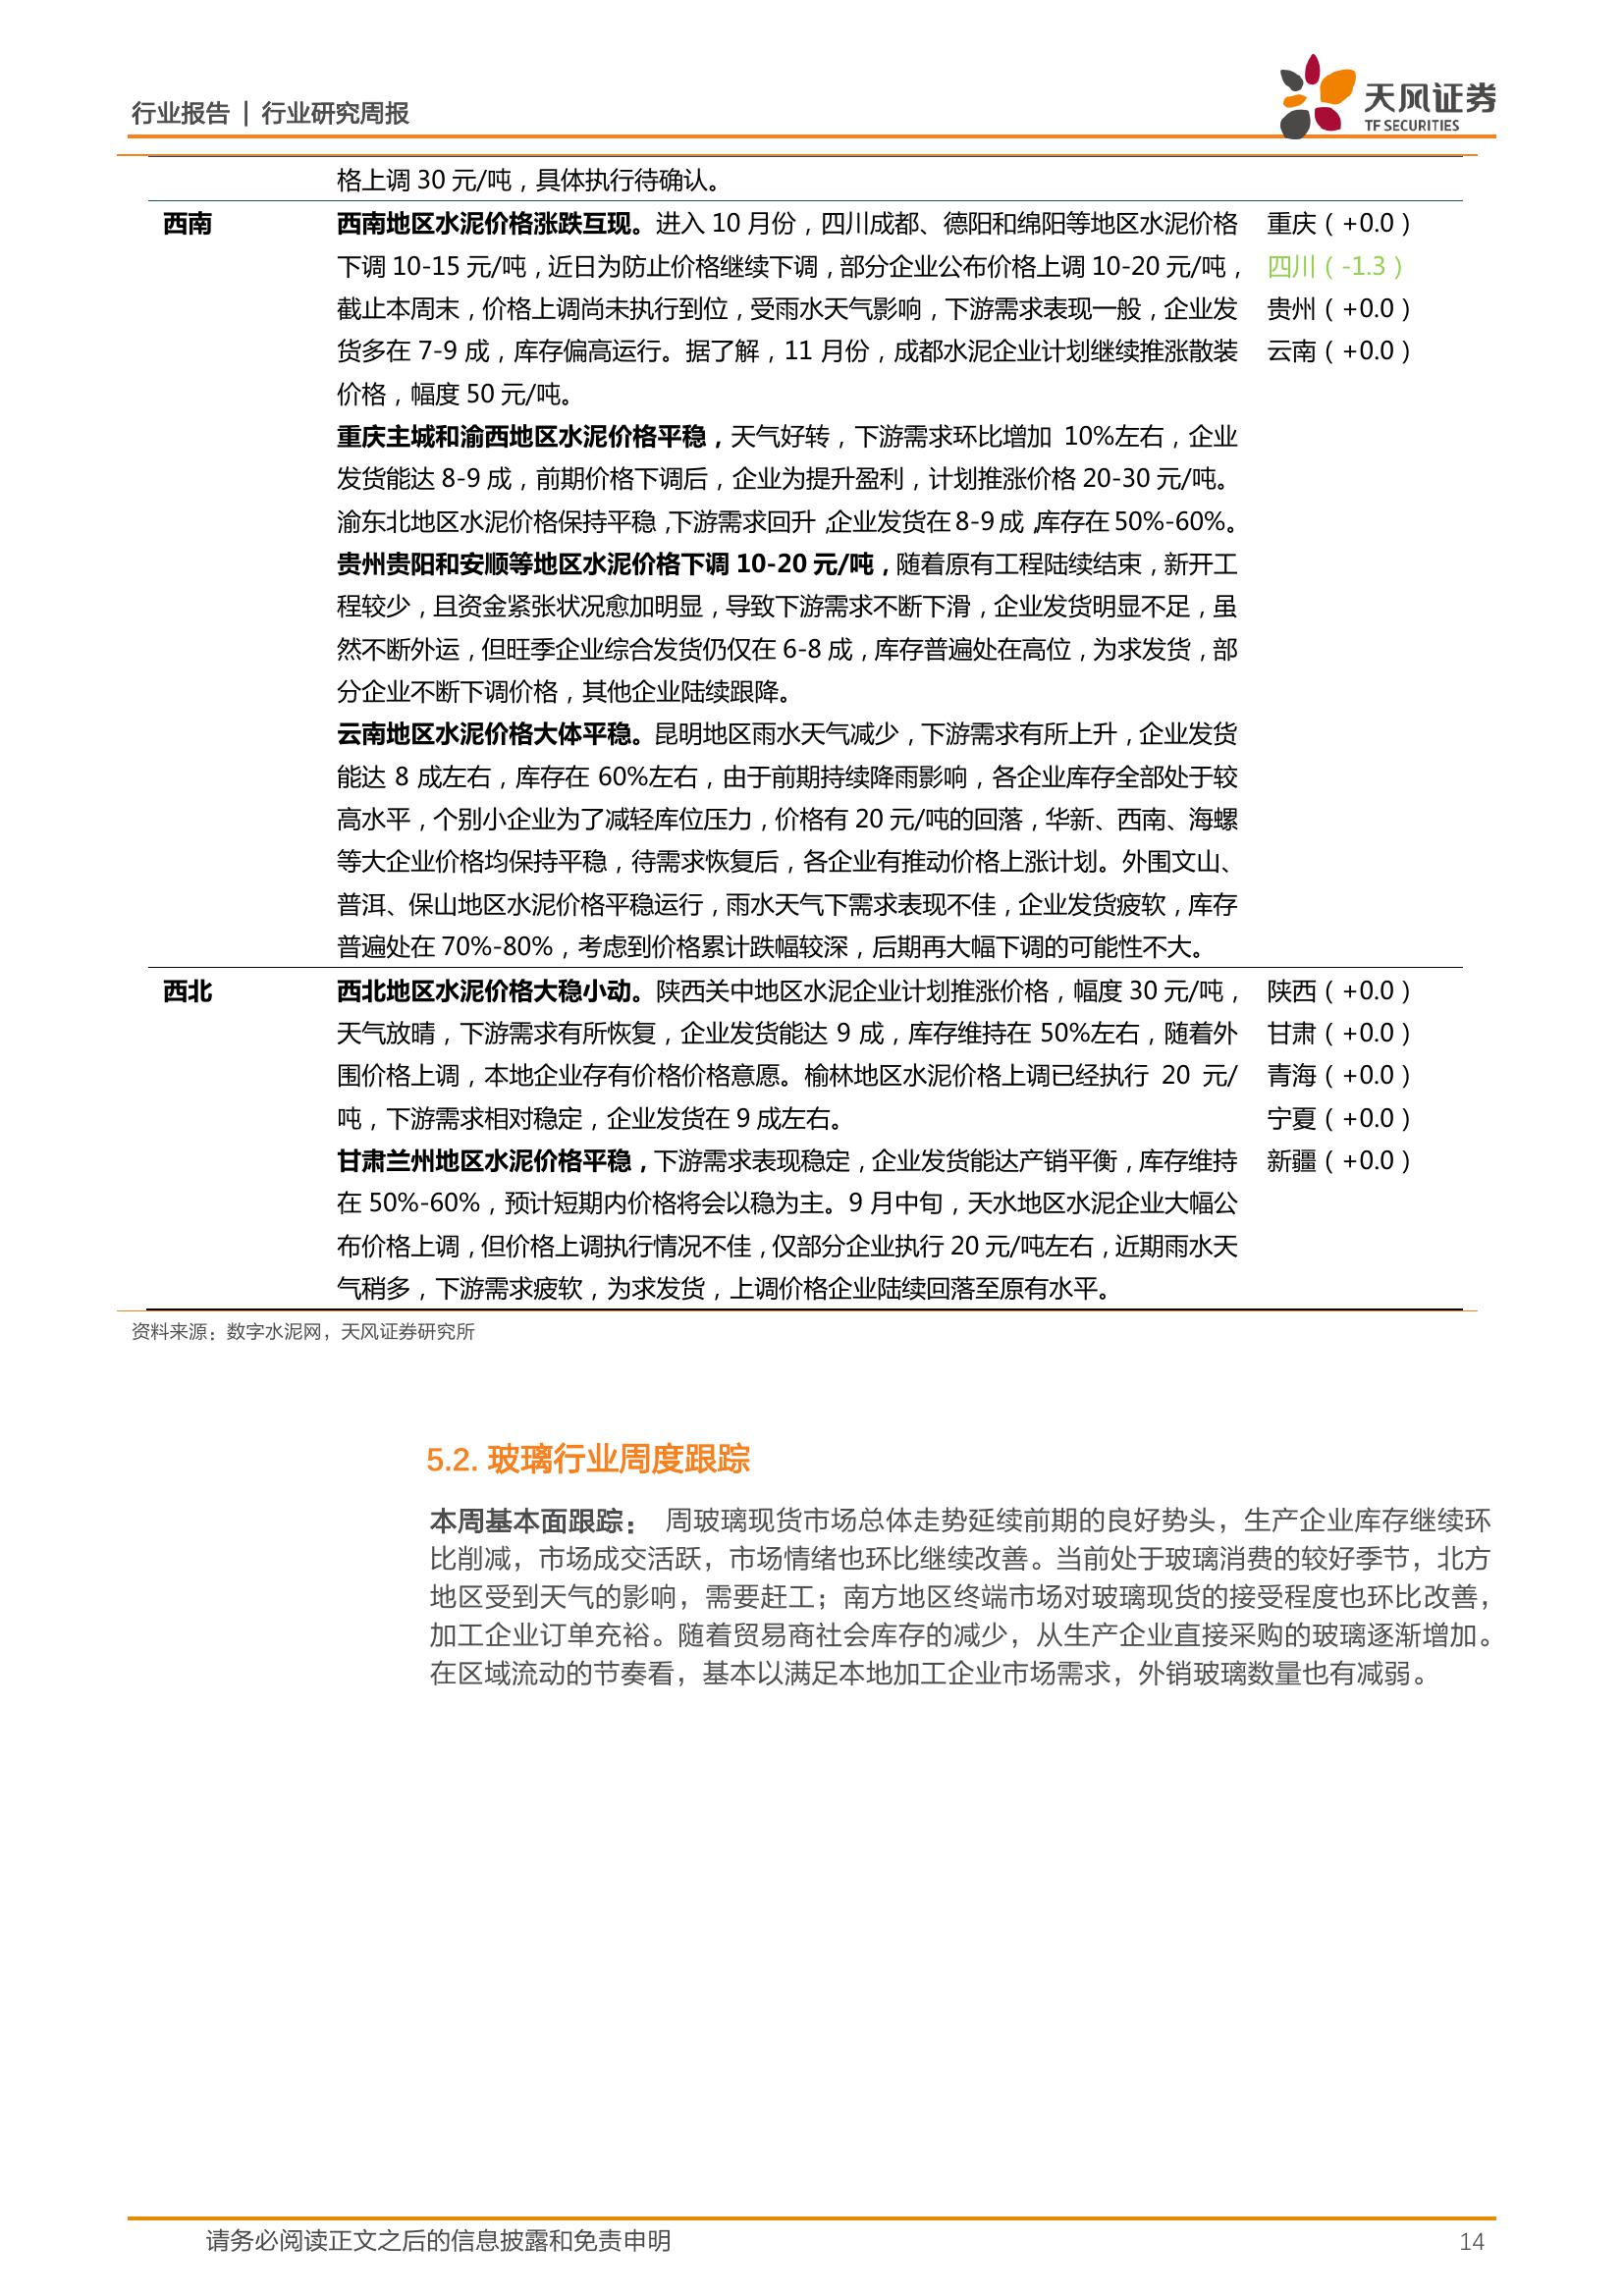 行业报告 | 行业研究周报
天风证券
TF SECURITIES
格上调 30 元/吨，具体执行待确认。
西南
西南地区水泥价格涨跌互现。进入 10 月份，四川成都、德阳和绵阳等地区水泥价格
下调 10-15 元/吨，近日为防止价格继续下调，部分企业公布价格上调 10-20 元/吨，
截止本周末，价格上调尚未执行到位，受雨水天气影响，下游需求表现一般，企业发
货多在 7-9 成，库存偏高运行。据了解，11 月份，成都水泥企业计划继续推涨散装
价格，幅度 50 元/吨。
重庆主城和渝西地区水泥价格平稳，天气好转，下游需求环比增加 10%左右，企业
发货能达 8-9 成，前期价格下调后，企业为提升盈利，计划推涨价格 20-30 元/吨。
渝东北地区水泥价格保持平稳，下游需求回升，企业发货在 8-9 成，库存在 50%-60%。
贵州贵阳和安顺等地区水泥价格下调 10-20 元/吨，随着原有工程陆续结束，新开工
程较少，且资金紧张状况愈加明显，导致下游需求不断下滑，企业发货明显不足，虽
然不断外运，但旺季企业综合发货仍仅在 6-8 成，库存普遍处在高位，为求发货，部
分企业不断下调价格，其他企业陆续跟降。
云南地区水泥价格大体平稳。昆明地区雨水天气减少，下游需求有所上升，企业发货
能达 8 成左右，库存在 60%左右，由于前期持续降雨影响，各企业库存全部处于较
高水平，个别小企业为了减轻库位压力，价格有 20 元/吨的回落，华新、西南、海螺
等大企业价格均保持平稳，待需求恢复后，各企业有推动价格上涨计划。外围文山、
普洱、保山地区水泥价格平稳运行，雨水天气下需求表现不佳，企业发货疲软，库存
普遍处在 70%-80%，考虑到价格累计跌幅较深，后期再大幅下调的可能性不大。
重庆（+0.0）
四川（-1.3）
贵州（+0.0）
云南（+0.0）
西北
西北地区水泥价格大稳小动。陕西关中地区水泥企业计划推涨价格，幅度 30 元/吨，
天气放晴，下游需求有所恢复，企业发货能达 9 成，库存维持在 50%左右，随着外
围价格上调，本地企业存有价格价格意愿。榆林地区水泥价格上调已经执行 20 元/
吨，下游需求相对稳定，企业发货在 9 成左右。
甘肃兰州地区水泥价格平稳，下游需求表现稳定，企业发货能达产销平衡，库存维持
在 50%-60%，预计短期内价格将会以稳为主。9 月中旬，天水地区水泥企业大幅公
布价格上调，但价格上调执行情况不佳，仅部分企业执行 20 元/吨左右，近期雨水天
气稍多，下游需求疲软，为求发货，上调价格企业陆续回落至原有水平。
陕西（+0.0）
甘肃（+0.0）
青海（+0.0）
宁夏（+0.0）
新疆（+0.0）
资料来源：数字水泥网，天风证券研究所
5.2. 玻璃行业周度跟踪
本周基本面跟踪： 周玻璃现货市场总体走势延续前期的良好势头，生产企业库存继续环
比削减，市场成交活跃，市场情绪也环比继续改善。当前处于玻璃消费的较好季节，北方
地区受到天气的影响，需要赶工；南方地区终端市场对玻璃现货的接受程度也环比改善，
加工企业订单充裕。随着贸易商社会库存的减少，从生产企业直接采购的玻璃逐渐增加。
在区域流动的节奏看，基本以满足本地加工企业市场需求，外销玻璃数量也有减弱。
请务必阅读正文之后的信息披露和免责申明
14